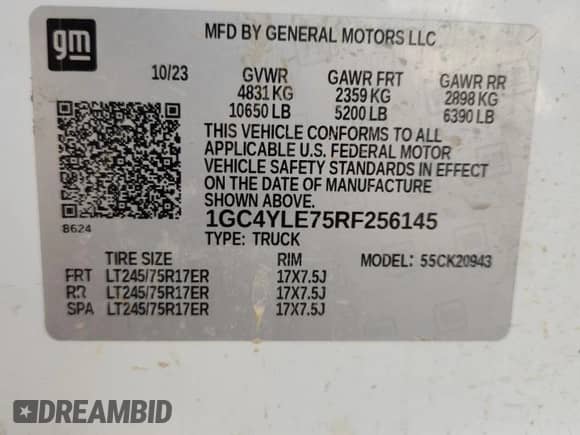 gm
MFD BY GENERAL MOTORS LLC
10/23 GVWR GAWR FRT GAWR RR
4831 KG 2359 KG 2898 KG
10650 LB 5200 LB 6390 LB
THIS VEHICLE CONFORMS TO ALL
APPLICABLE U.S. FEDERAL MOTOR
VEHICLE SAFETY STANDARDS IN EFFECT
ON THE DATE OF MANUFACTURE
SHOWN ABOVE.
8624 1GC4YLE75RF256145
TYPE: TRUCK
TIRE SIZE RIM MODEL: 55CK20943
FRT LT245/75R17ER 17X7.5J
RR LT245/75R17ER 17X7.5J
SPA LT245/75R17ER 17X7.5J
DREAMBID